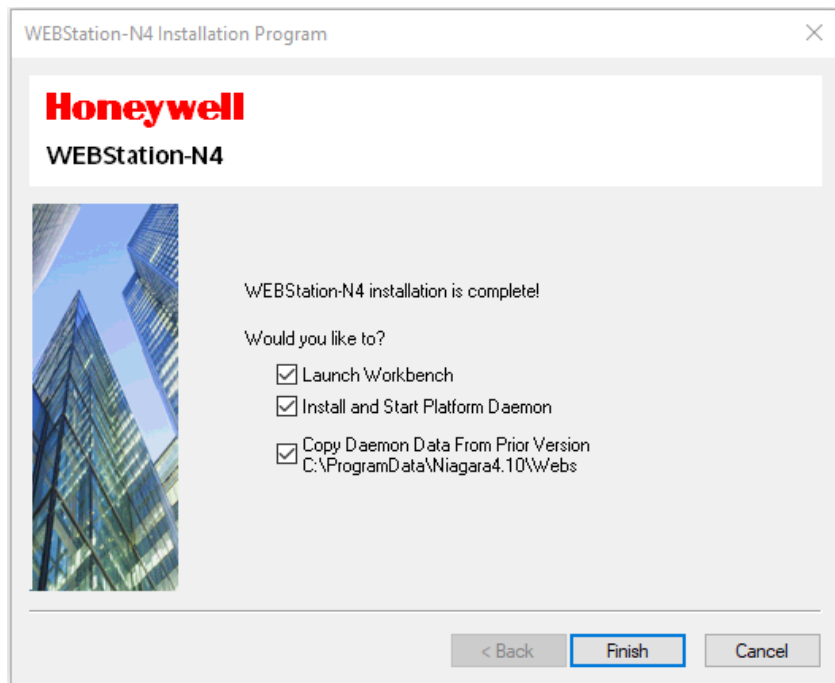 WEBStation-N4 Installation Program
Honeywell
WEBStation-N4
WEBStation-N4 installation is complete!
Would you like to?
Launch Workbench
Install and Start Platform Daemon
Copy Daemon Data From Prior Version
C:\ProgramData\Niagara4.10\Webs
< Back
Finish
Cancel